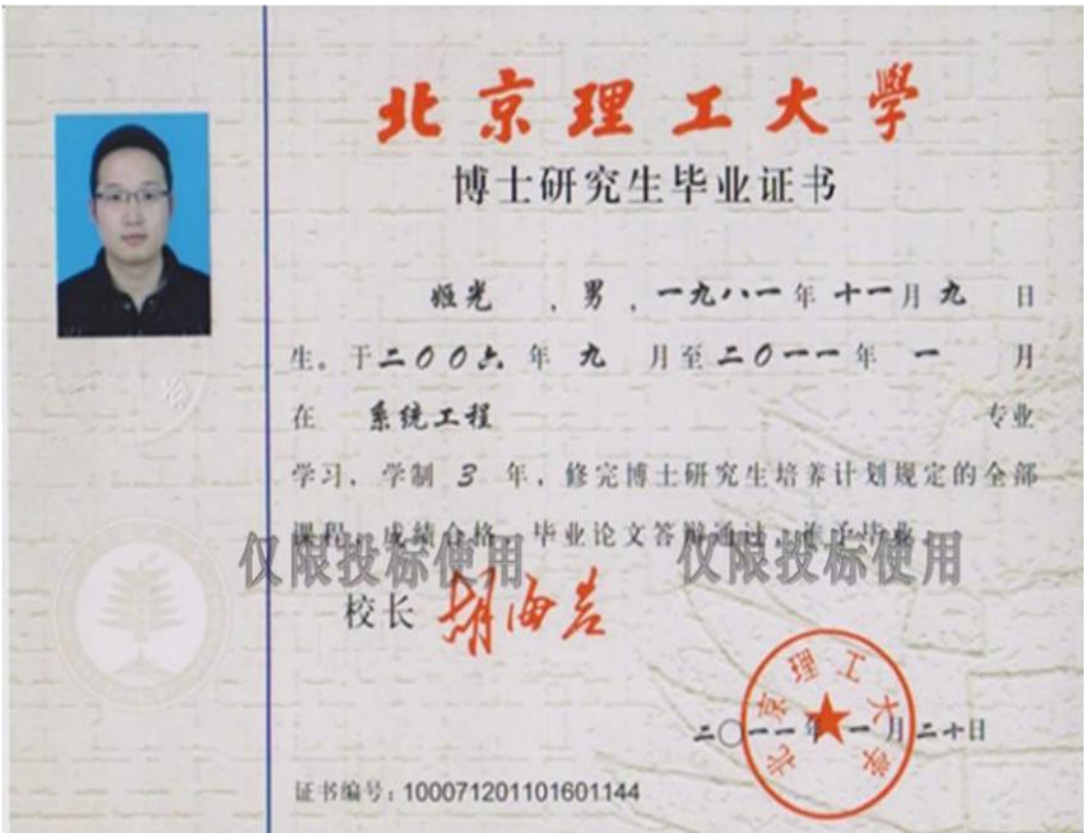 北京理工大學
博士研究生毕业证书
姬光 , 男 , 一九八一 年 十一 月 九 日
生。于 二00六 年 九 月至 二0一一 年 一 月
在 系统工程 专业
学习, 学制 3 年, 修完博士研究生培养计划规定的全部
课程, 成绩合格, 毕业论文答辩通过, 准予毕业。
仅限投标使用 仅限投标使用
校长 胡海岩
北京理工大学
二〇一一年一月二十日
证书编号:100071201101601144